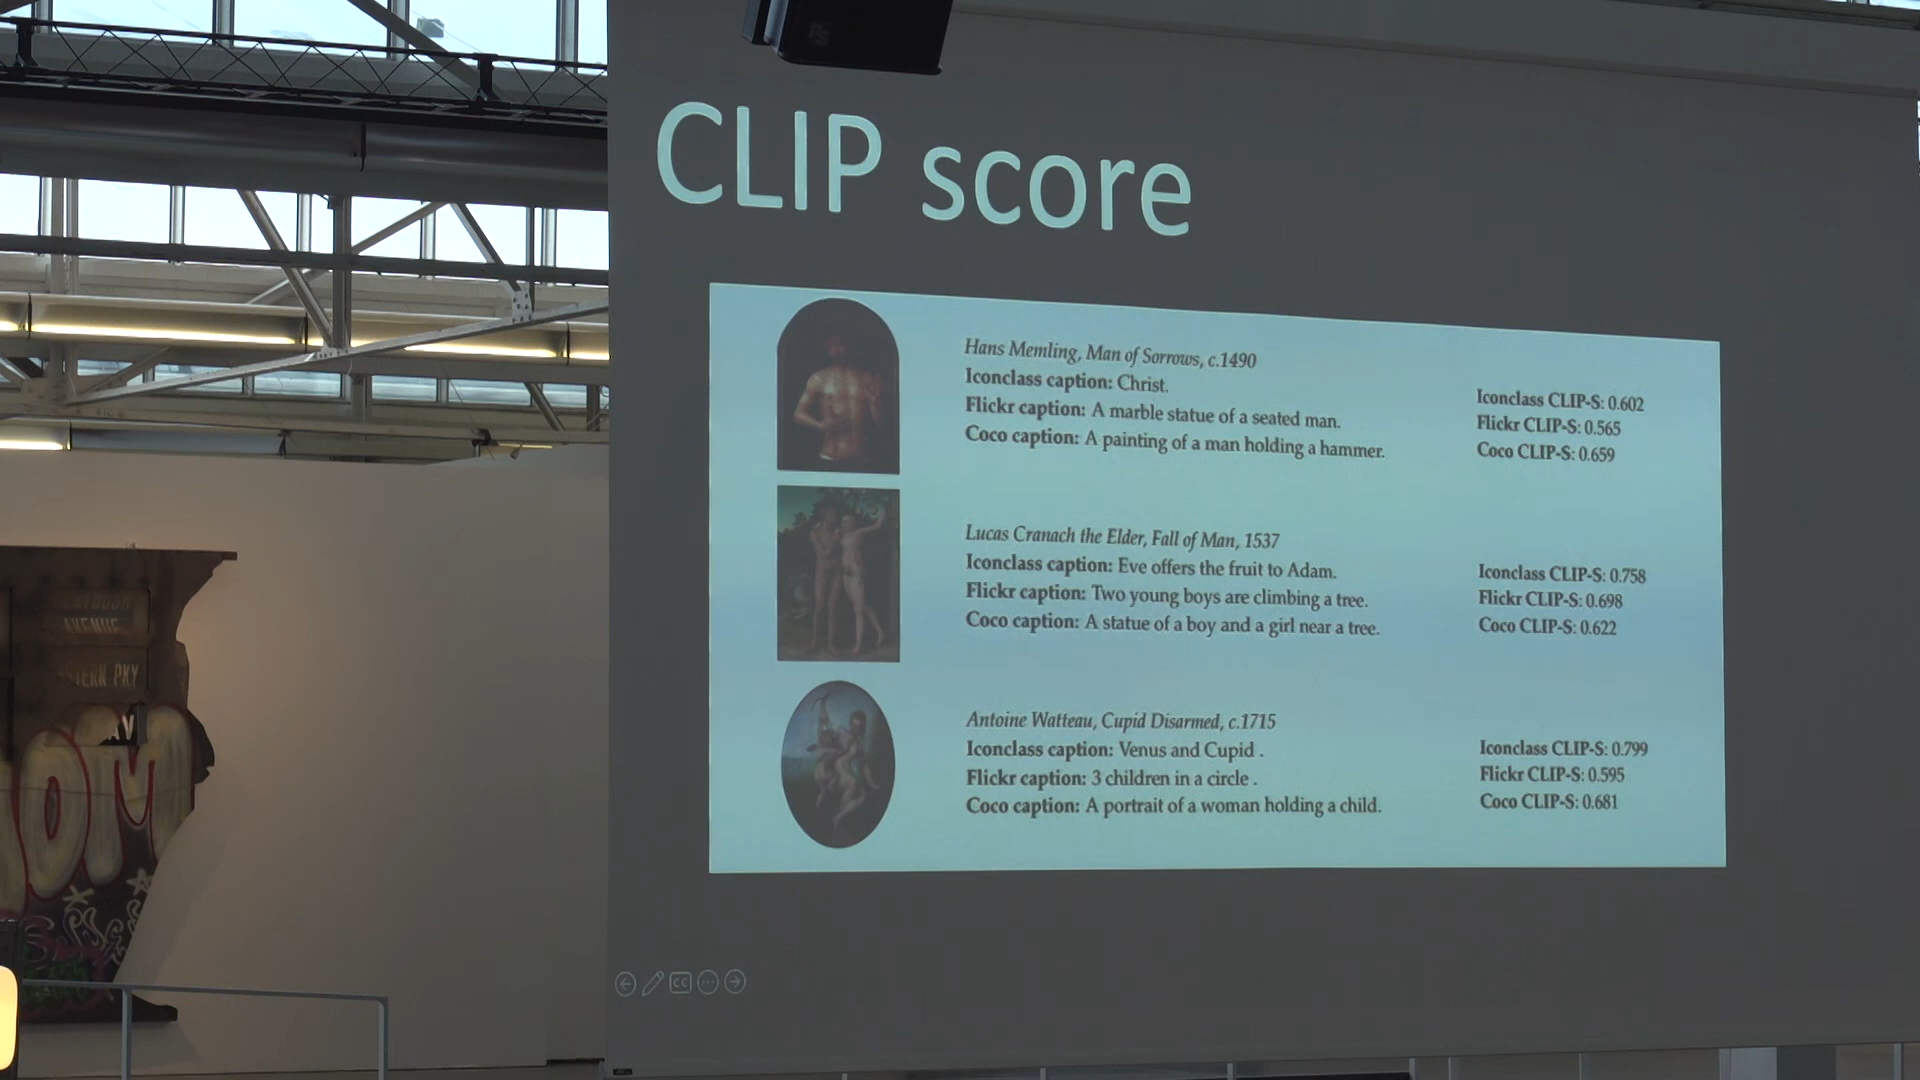 CLIP score
Hans Memling, Man of Sorrows, c.1490
Iconclass caption: Christ.
Flickr caption: A marble statue of a seated man.
Coco caption: A painting of a man holding a hammer.
Iconclass CLIP-S: 0.602
Flickr CLIP-S: 0.565
Coco CLIP-S: 0.659
Lucas Cranach the Elder, Fall of Man, 1537
Iconclass caption: Eve offers the fruit to Adam.
Flickr caption: Two young boys are climbing a tree.
Coco caption: A statue of a boy and a girl near a tree.
Iconclass CLIP-S: 0.758
Flickr CLIP-S: 0.698
Coco CLIP-S: 0.622
Antoine Watteau, Cupid Disarmed, c.1715
Iconclass caption: Venus and Cupid .
Flickr caption: 3 children in a circle .
Coco caption: A portrait of a woman holding a child.
Iconclass CLIP-S: 0.799
Flickr CLIP-S: 0.595
Coco CLIP-S: 0.681
AVENUE
STERN PKY
OM
CC